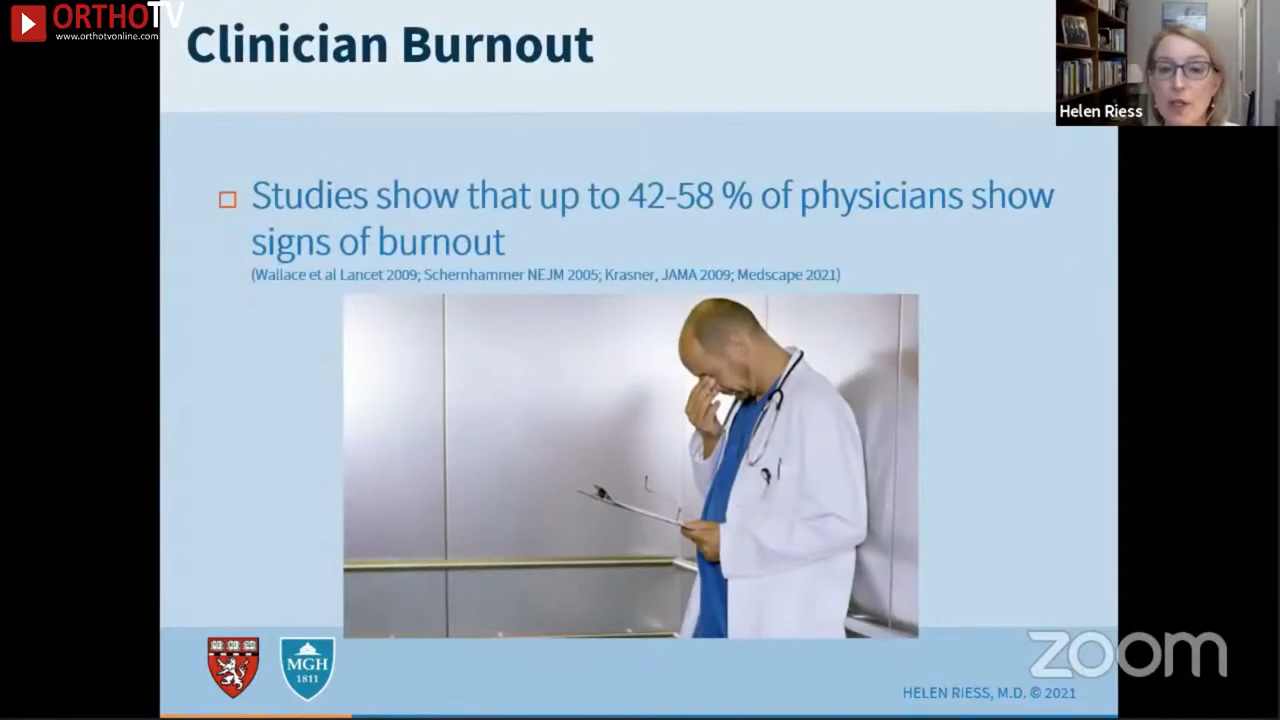 ORTHOTV
www.orthotvonline.com
Clinician Burnout
Helen Riess
Studies show that up to 42-58 % of physicians show
signs of burnout
(Wallace et al Lancet 2009; Schernhammer NEJM 2005; Krasner, JAMA 2009; Medscape 2021)
MGH
1811
zoom
HELEN RIESS, M.D. © 2021